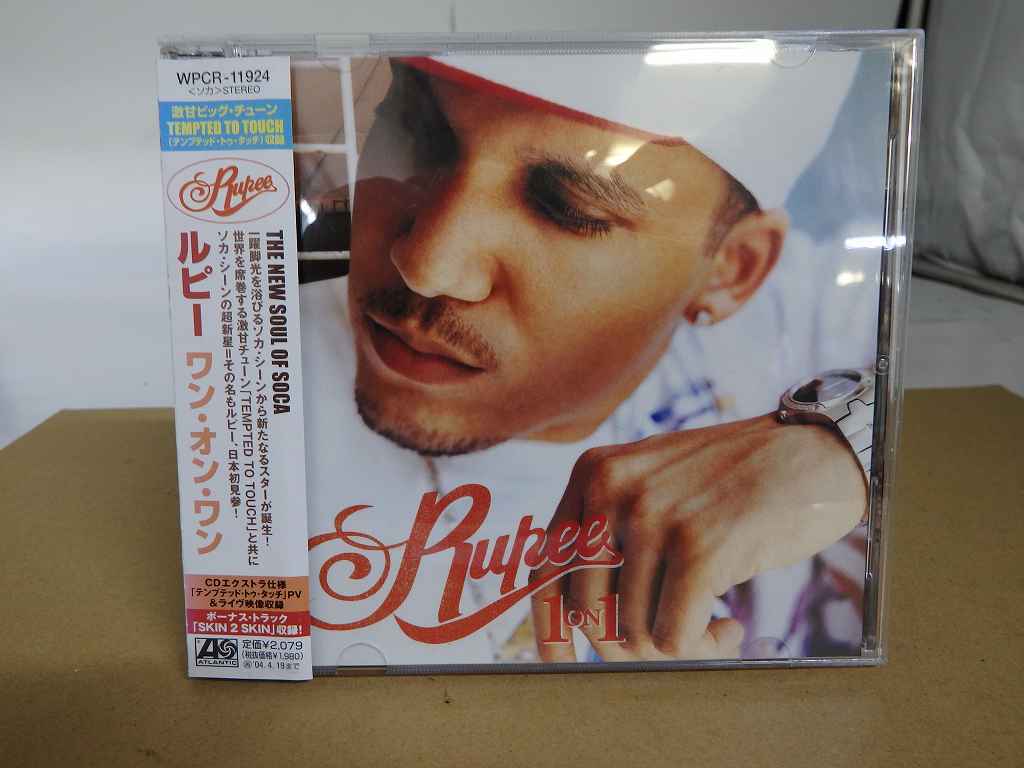 WPCR-11924
<ソカ>STEREO
激甘ビッグ・チューン
TEMPTED TO TOUCH
(テンプテッド・トゥ・タッチ)収録
Rupee
ルピー ワン・オン・ワン
THE NEW SOUL OF SOCA
一躍脚光を浴びるソカ・シーンから新たなるスターが誕生!
世界を席巻する激甘チューン「TEMPTED TO TOUCH」と共に
ソカ・シーンの超新星=その名もルピー、日本初見参!
CDエクストラ仕様
「テンプテッド・トゥ・タッチ」PV
&ライヴ映像収録
ボーナス・トラック
「SKIN 2 SKIN」収録!
ATLANTIC
定価¥2,079
(税抜価格¥1,980)
'04.4.19まで
Rupee
1 ON 1